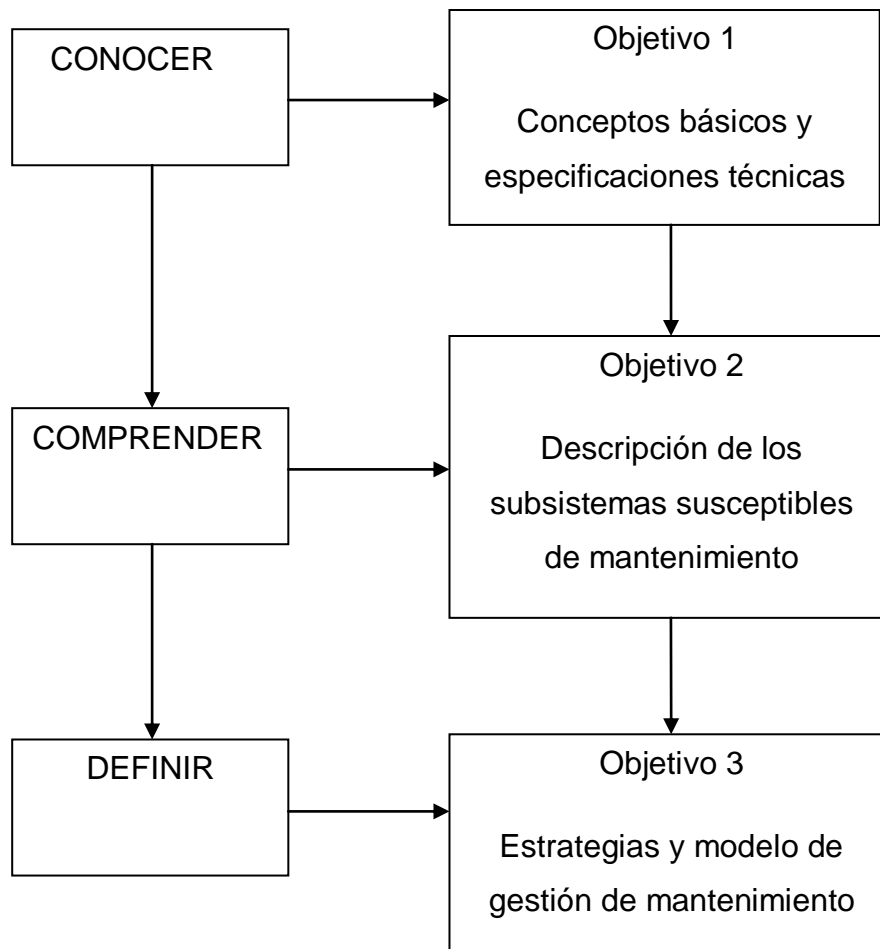 CONOCER
Objetivo 1
Conceptos básicos y
especificaciones técnicas
COMPRENDER
Objetivo 2
Descripción de los
subsistemas susceptibles
de mantenimiento
DEFINIR
Objetivo 3
Estrategias y modelo de
gestión de mantenimiento